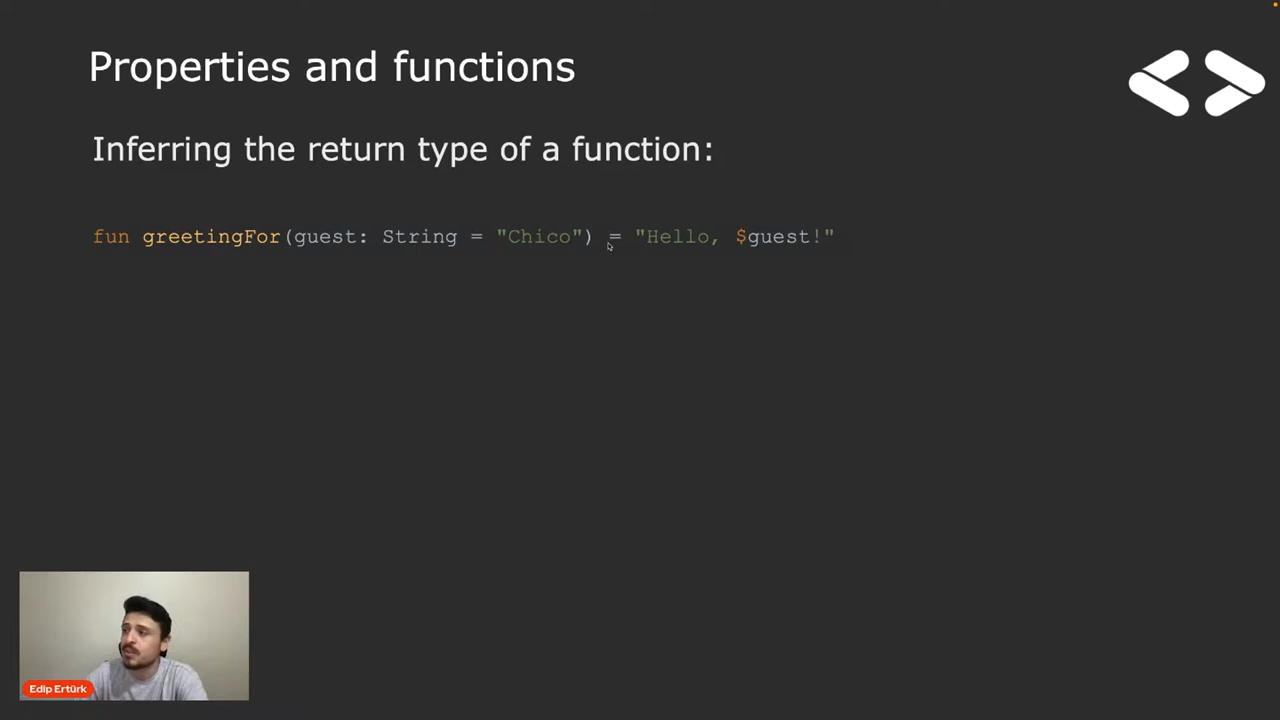 Properties and functions
Inferring the return type of a function:
fun greetingFor(guest: String = "Chico") = "Hello, $guest!"
Edip Ertürk